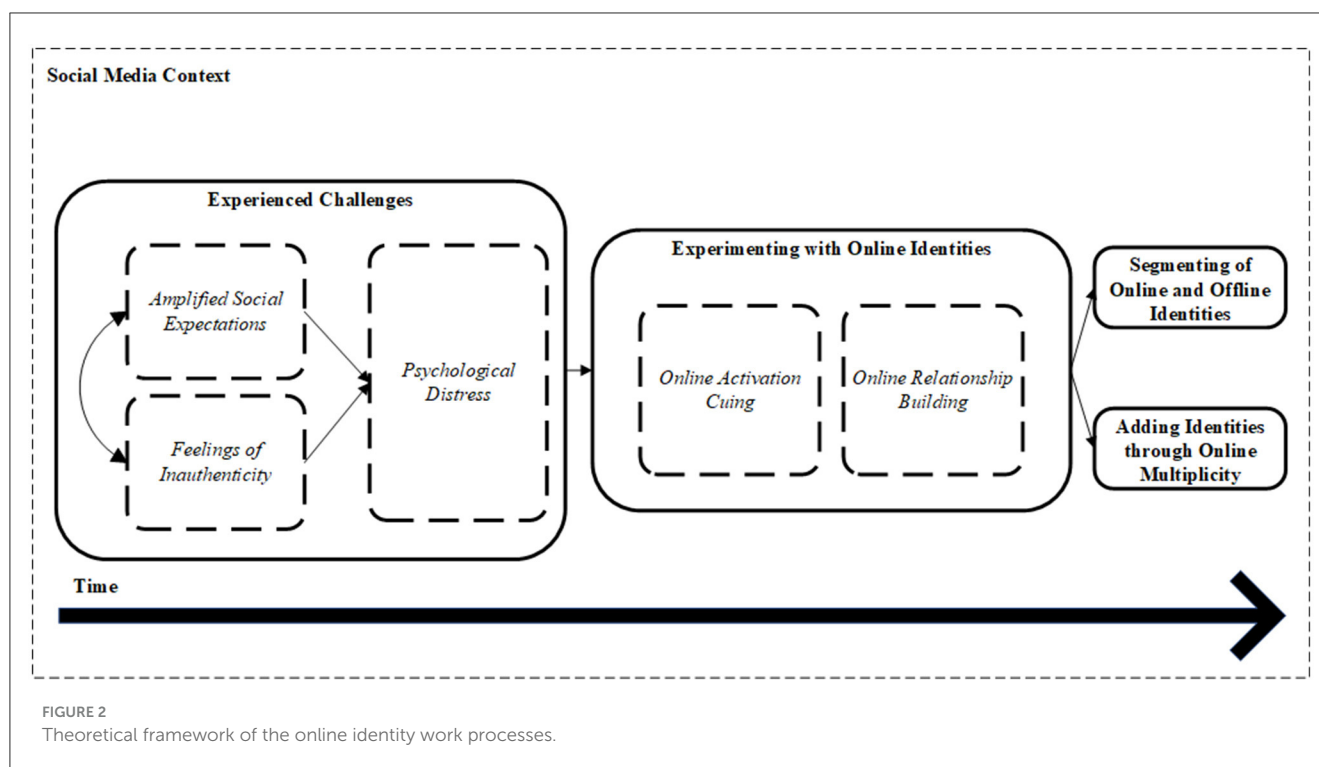 Social Media Context
Experienced Challenges
Amplified Social
Expectations
Feelings of
Inauthenticity
Psychological
Distress
Experimenting with Online Identities
Online Activation
Cuing
Online Relationship
Building
Segmenting of
Online and Offline
Identities
Adding Identities
through Online
Multiplicity
Time
FIGURE 2
Theoretical framework of the online identity work processes.